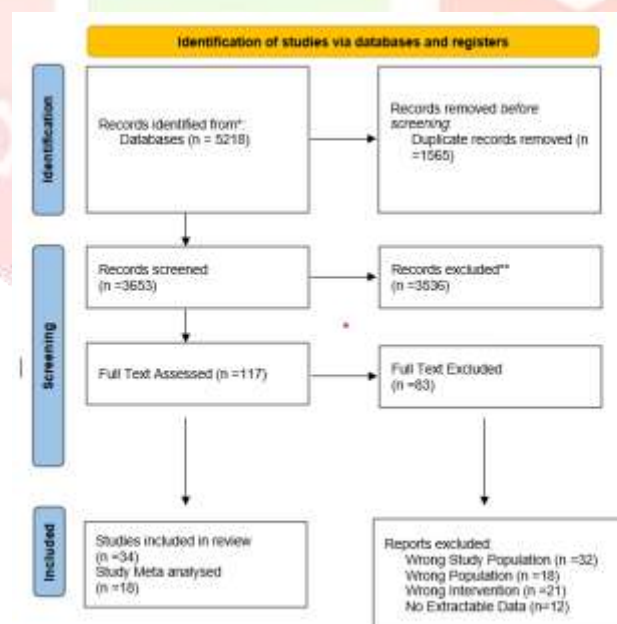 Identification of studies via databases and registers
Identification
Records identified from*:
Databases (n = 5218)
Records removed before
screening:
Duplicate records removed (n
=1565)
Screening
Records screened
(n =3653)
Records excluded**
(n =3536)
Full Text Assessed (n =117)
Full Text Excluded
(n =83)
Included
Studies included in review
(n =34)
Study Meta analysed
(n =18)
Reports excluded:
Wrong Study Population (n =32)
Wrong Population (n =18)
Wrong Intervention (n =21)
No Extractable Data (n=12)